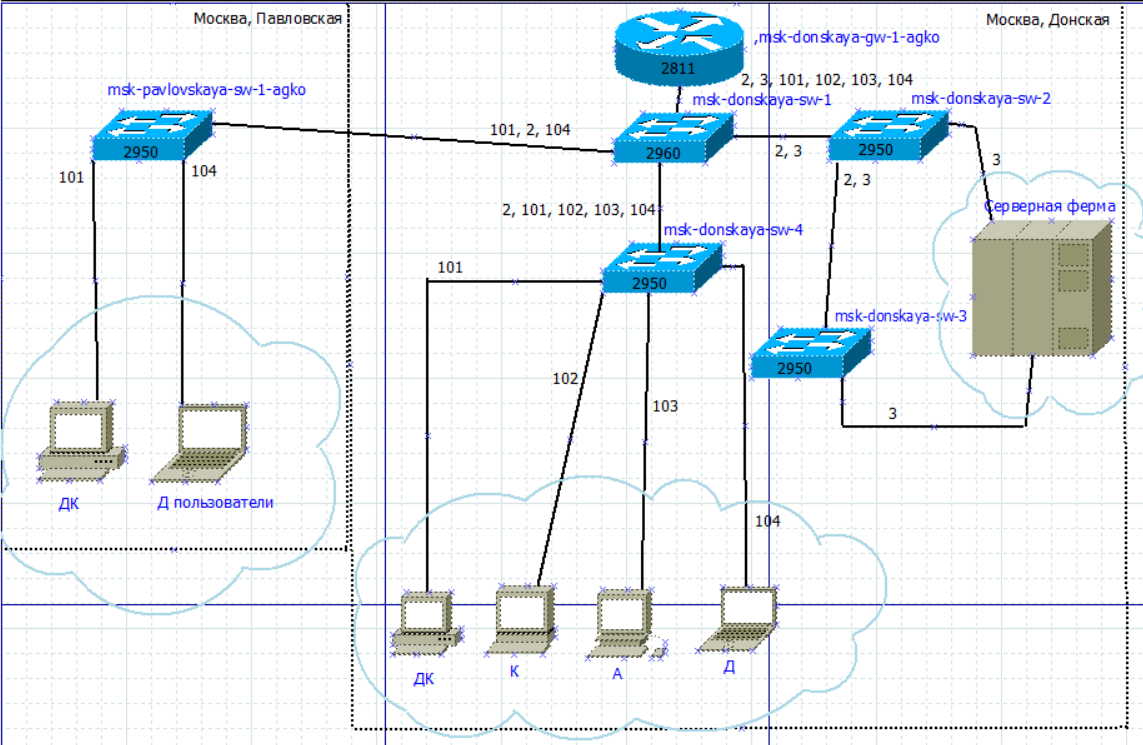 Москва, Павловская
Москва, Донская
,msk-donskaya-gw-1-agko
2811
2, 3, 101, 102, 103, 104
msk-pavlovskaya-sw-1-agko
msk-donskaya-sw-1
msk-donskaya-sw-2
2950
101, 2, 104
2960
2, 3
2950
3
101
104
2, 3
2, 101, 102, 103, 104
Серверная ферма
msk-donskaya-sw-4
101
2950
msk-donskaya-sw-3
2950
102
103
3
ДК
Д пользователи
104
ДК
К
А
Д